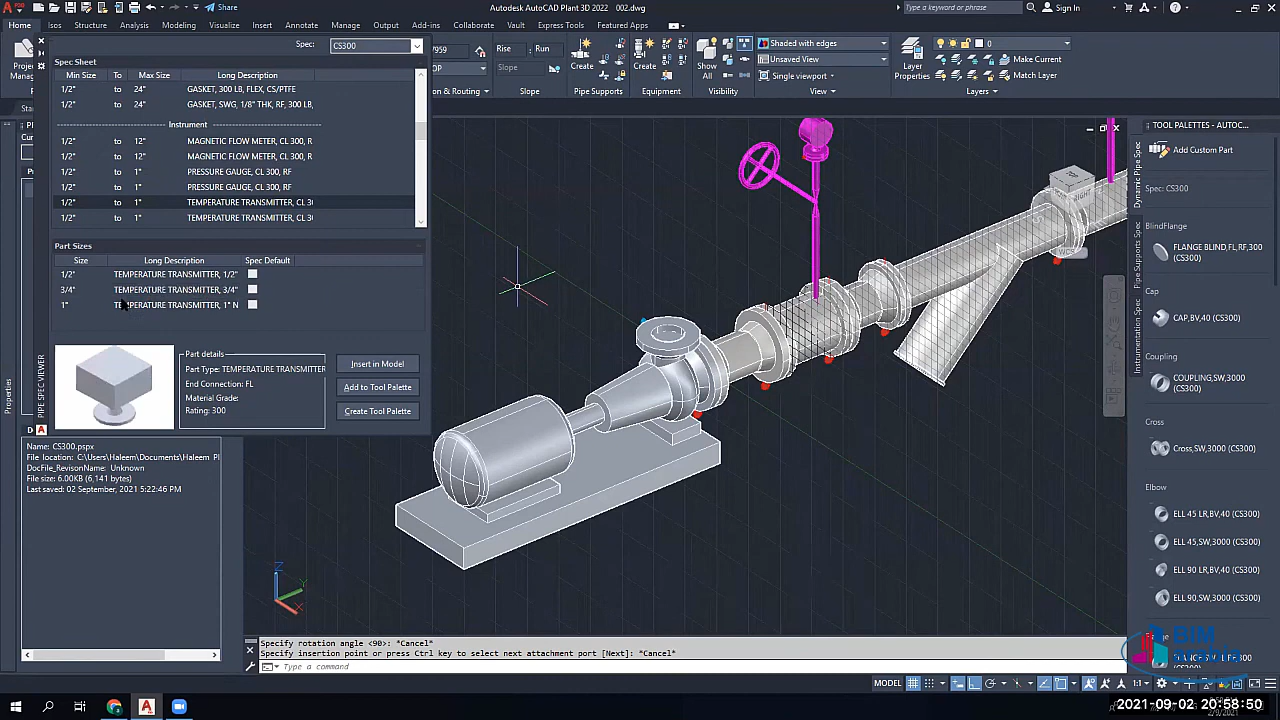 Share
Autodesk AutoCAD Plant 3D 2022 002.dwg
Type a keyword or phrase
Sign In
Home
Isos
Structure
Analysis
Modeling
Visualize
Insert
Annotate
Manage
Output
Add-ins
Collaborate
Vault
Express Tools
Featured Apps
Spec:
CS300
Rise : Run
Slope
Create
Create
Show
All
Shaded with edges
Unsaved View
Single viewport
Layer
Properties
0
Make Current
Match Layer
Slope
Pipe Supports
Equipment
Visibility
View
Layers
Spec Sheet
Min Size To Max Size Long Description
1/2" to 24" GASKET, 300 LB, FLEX, CS/PTFE
1/2" to 24" GASKET, SWG, 1/8" THK, RF, 300 LB,
Instrument
1/2" to 12" MAGNETIC FLOW METER, CL 300, R
1/2" to 12" MAGNETIC FLOW METER, CL 300, R
1/2" to 1" PRESSURE GAUGE, CL 300, RF
1/2" to 1" PRESSURE GAUGE, CL 300, RF
1/2" to 1" TEMPERATURE TRANSMITTER, CL 3
1/2" to 1" TEMPERATURE TRANSMITTER, CL 3
Part Sizes
Size Long Description Spec Default
1/2" TEMPERATURE TRANSMITTER, 1/2"
3/4" TEMPERATURE TRANSMITTER, 3/4"
1" TEMPERATURE TRANSMITTER, 1" N
Part details
Part Type: TEMPERATURE TRANSMITTER
End Connection: FL
Material Grade:
Rating: 300
Insert in Model
Add to Tool Palette
Create Tool Palette
PIPE SPEC VIEWER
Properties
Name: CS300.pspx
File location: C:\Users\Haleem\Documents\Haleem Pl
DocFile_RevisonName: Unknown
File size: 6.00KB (6,141 bytes)
Last saved: 02 September, 2021 5:22:46 PM
TOP
Z
Y
X
TOOL PALETTES - AUTOC...
Dynamic Pipe Spec
Pipe Supports Spec
Instrumentation Spec
Add Custom Part
Spec: CS300
BlindFlange
FLANGE BLIND,FL,RF,300
(CS300)
Cap
CAP,BV,40 (CS300)
Coupling
COUPLING,SW,3000
(CS300)
Cross
Cross,SW,3000 (CS300)
Elbow
ELL 45 LR,BV,40 (CS300)
ELL 45,SW,3000 (CS300)
ELL 90 LR,BV,40 (CS300)
ELL 90,SW,3000 (CS300)
BIM
Specify rotation angle <90>: *Cancel*
Specify insertion point or press Ctrl key to select next attachment port [Next]: *Cancel*
Type a command
MODEL
1:1
2021-09-02 20:58:50